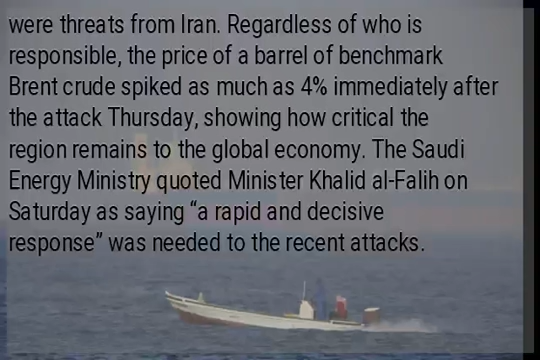 were threats from Iran. Regardless of who is
responsible, the price of a barrel of benchmark
Brent crude spiked as much as 4% immediately after
the attack Thursday, showing how critical the
region remains to the global economy. The Saudi
Energy Ministry quoted Minister Khalid al-Falih on
Saturday as saying “a rapid and decisive
response” was needed to the recent attacks.